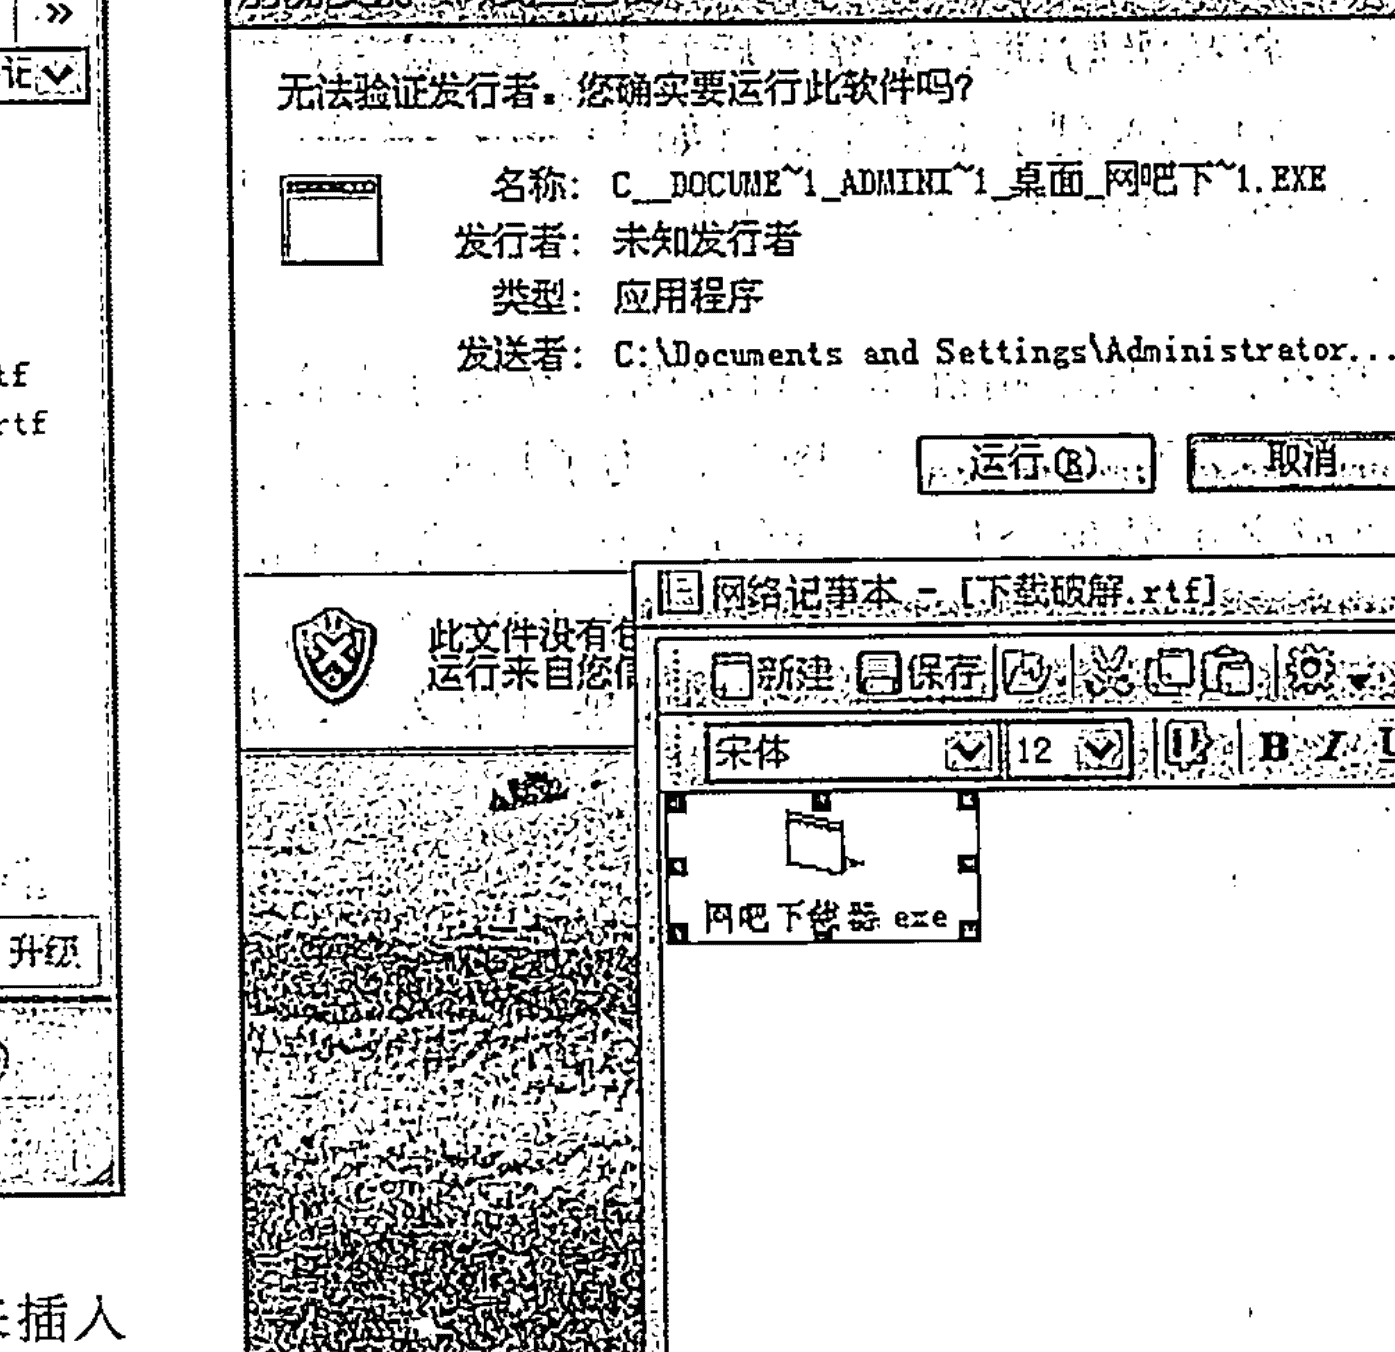 »
证
无法验证发行者。您确实要运行此软件吗?
名称: C__DOCUME~1_ADMINI~1_桌面_网吧下~1.EXE
发行者: 未知发行者
类型: 应用程序
发送者: C:\Documents and Settings\Administrator...
tf
rtf
运行(R) 取消
网络记事本 - [下载破解.rtf]
此文件没有包
运行来自您信
新建 保存
宋体 12 B I U
网吧下载器 exe
升级
插入